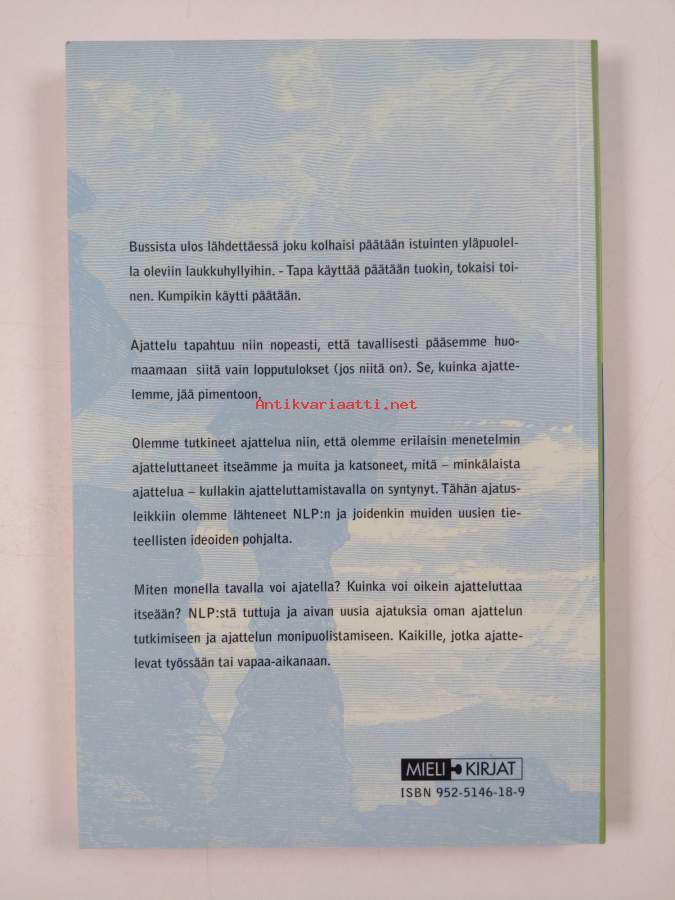 Bussista ulos lähdettäessä joku kolhaisi päätään istuinten yläpuolel-
la oleviin laukkuhyllyihin. - Tapa käyttää päätään tuokin, tokaisi toi-
nen. Kumpikin käytti päätään.
Ajattelu tapahtuu niin nopeasti, että tavallisesti pääsemme huo-
maamaan siitä vain lopputulokset (jos niitä on). Se, kuinka ajatte-
lemme, jää pimentoon.
Antikvariaatti.net
Olemme tutkineet ajattelua niin, että olemme erilaisin menetelmin
ajatteluttaneet itseämme ja muita ja katsoneet, mitä – minkälaista
ajattelua – kullakin ajatteluttamistavalla on syntynyt. Tähän ajatus-
leikkiin olemme lähteneet NLP:n ja joidenkin muiden uusien tie-
teellisten ideoiden pohjalta.
Miten monella tavalla voi ajatella? Kuinka voi oikein ajatteluttaa
itseään? NLP:stä tuttuja ja aivan uusia ajatuksia oman ajattelun
tutkimiseen ja ajattelun monipuolistamiseen. Kaikille, jotka ajatte-
levat työssään tai vapaa-aikanaan.
MIELI KIRJAT
ISBN 952-5146-18-9